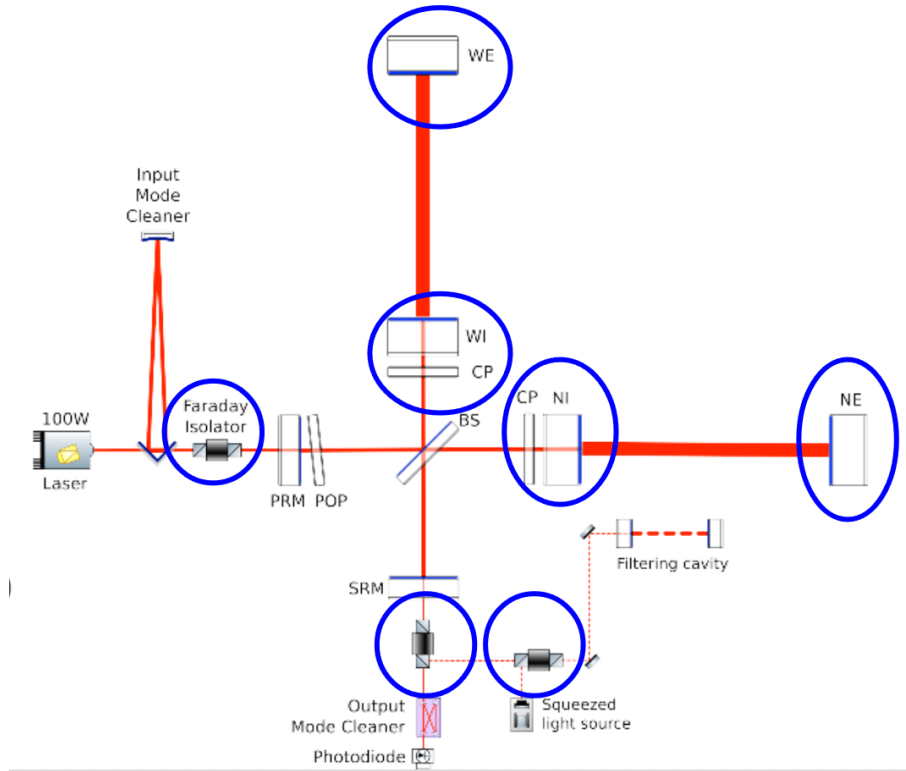 WE
Input
Mode
Cleaner
WI
CP
Faraday
Isolator
100W
Laser
PRM POP
BS
CP NI
NE
SRM
Filtering cavity
Output
Mode Cleaner
Squeezed
light source
Photodiode